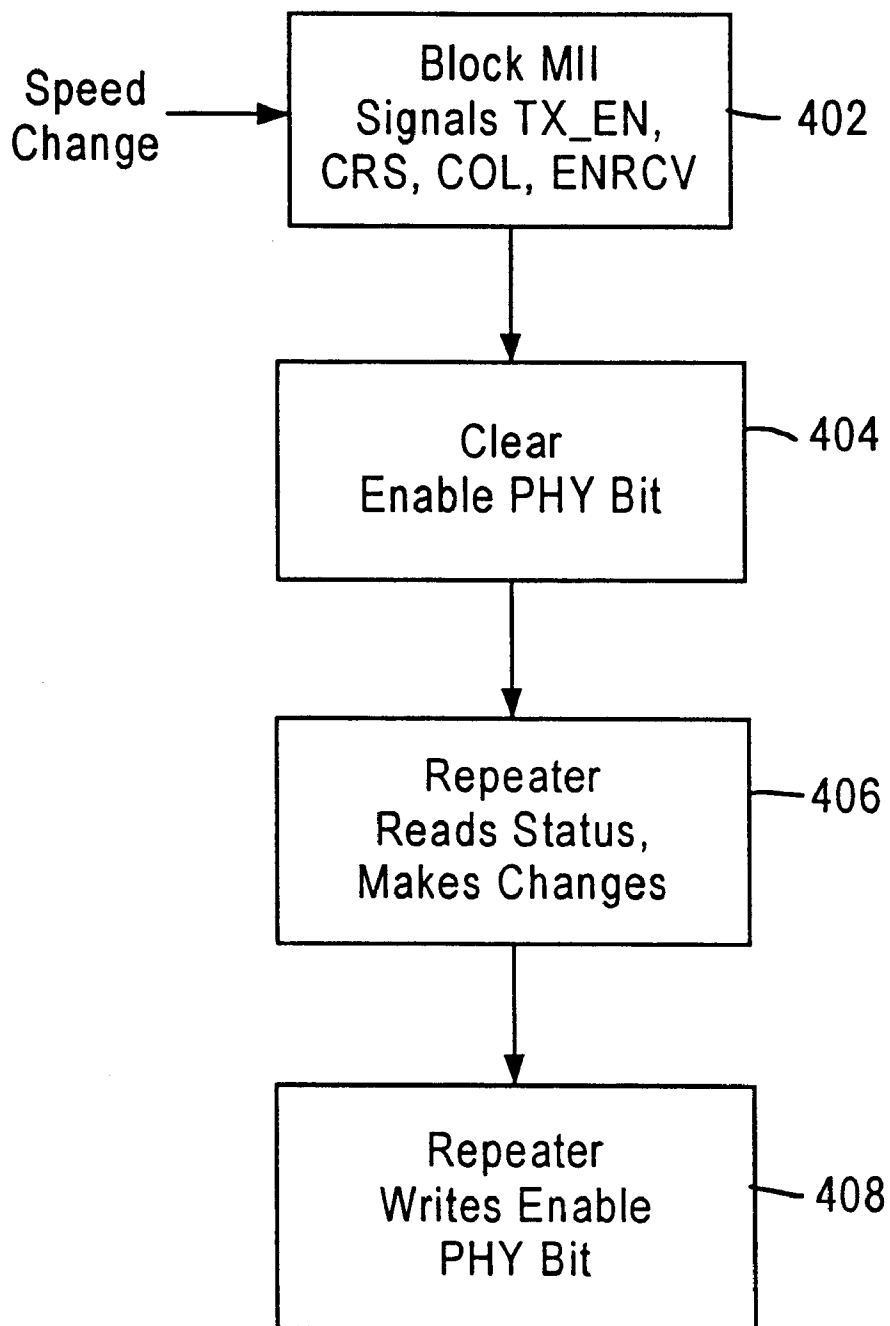 Speed
Change
Block MII
Signals TX_EN,
CRS, COL, ENRCV
402
Clear
Enable PHY Bit
404
Repeater
Reads Status,
Makes Changes
406
Repeater
Writes Enable
PHY Bit
408